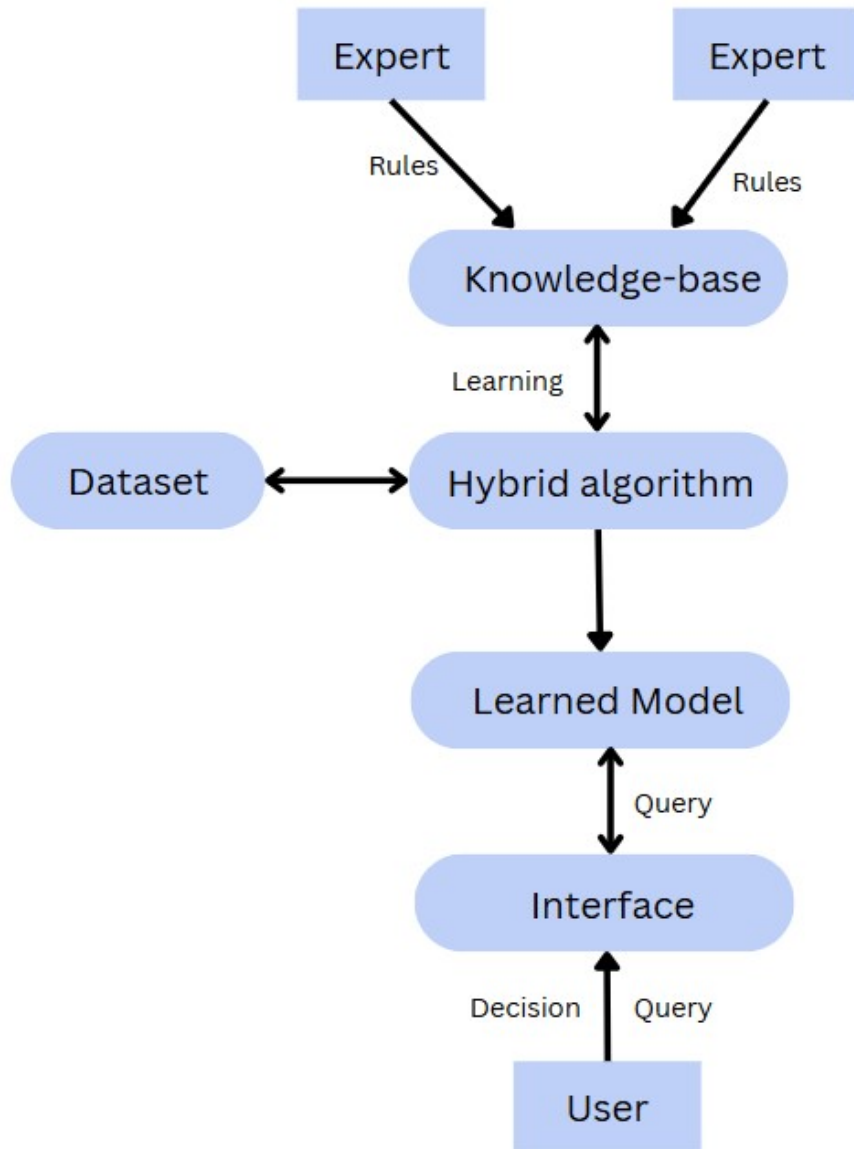 Expert
Expert
Rules
Rules
Knowledge-base
Learning
Dataset
Hybrid algorithm
Learned Model
Query
Interface
Decision
Query
User